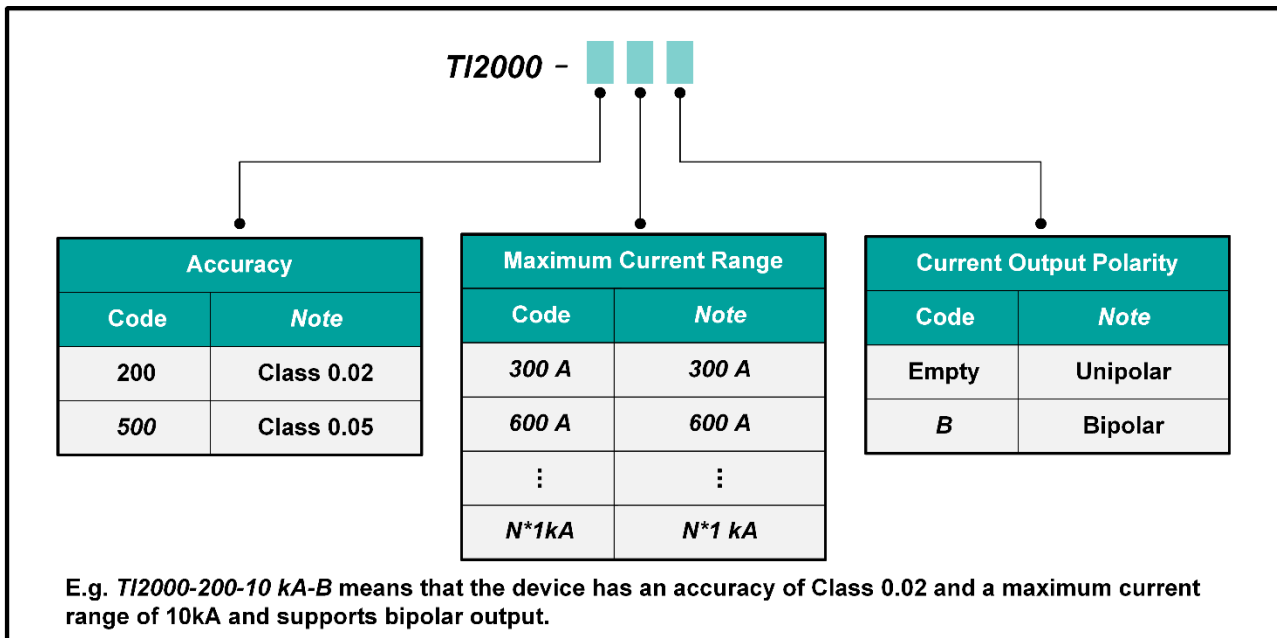 TI2000 -
Accuracy
Code Note
200 Class 0.02
500 Class 0.05
Maximum Current Range
Code Note
300 A 300 A
600 A 600 A
⋮ ⋮
N*1kA N*1 kA
Current Output Polarity
Code Note
Empty Unipolar
B Bipolar
E.g. TI2000-200-10 kA-B means that the device has an accuracy of Class 0.02 and a maximum current
range of 10kA and supports bipolar output.